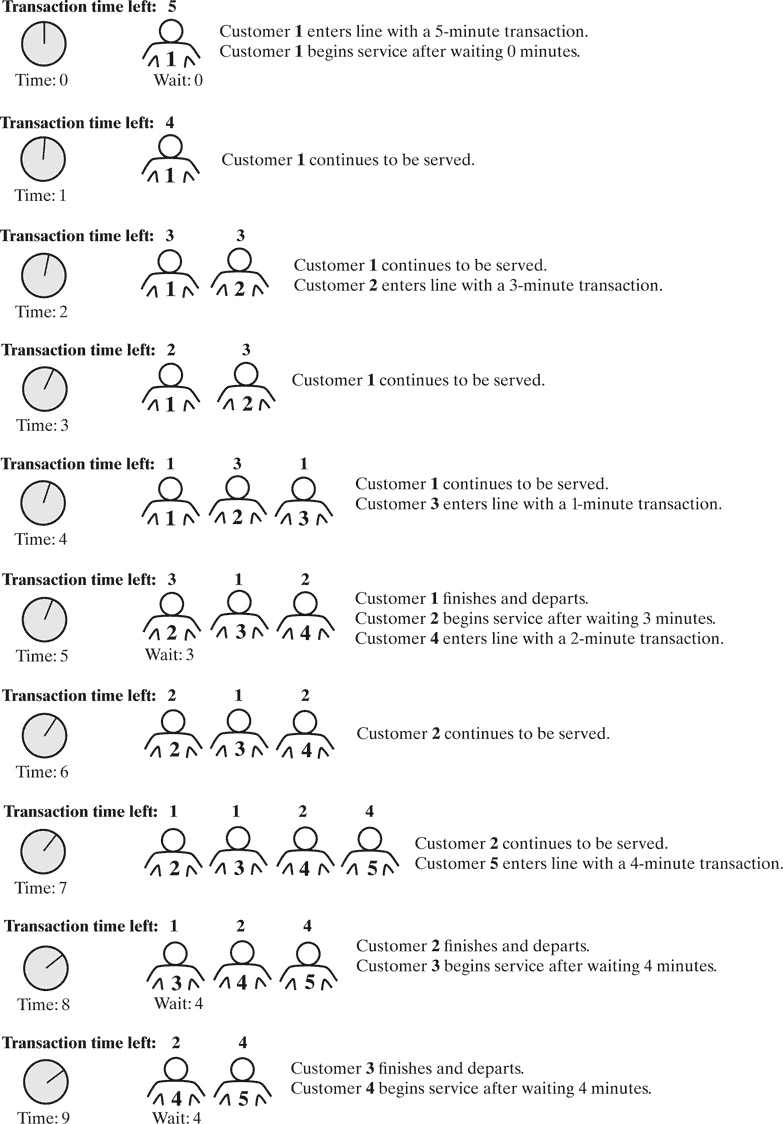 Transaction time left: 5
Customer 1 enters line with a 5-minute transaction.
Customer 1 begins service after waiting 0 minutes.
1
Time: 0 Wait: 0
Transaction time left: 4
Customer 1 continues to be served.
1
Time: 1
Transaction time left: 3 3
Customer 1 continues to be served.
Customer 2 enters line with a 3-minute transaction.
1 2
Time: 2
Transaction time left: 2 3
Customer 1 continues to be served.
1 2
Time: 3
Transaction time left: 1 3 1
Customer 1 continues to be served.
Customer 3 enters line with a 1-minute transaction.
1 2 3
Time: 4
Transaction time left: 3 1 2
Customer 1 finishes and departs.
Customer 2 begins service after waiting 3 minutes.
Customer 4 enters line with a 2-minute transaction.
2 3 4
Time: 5 Wait: 3
Transaction time left: 2 1 2
Customer 2 continues to be served.
2 3 4
Time: 6
Transaction time left: 1 1 2 4
Customer 2 continues to be served.
Customer 5 enters line with a 4-minute transaction.
2 3 4 5
Time: 7
Transaction time left: 1 2 4
Customer 2 finishes and departs.
Customer 3 begins service after waiting 4 minutes.
3 4 5
Time: 8 Wait: 4
Transaction time left: 2 4
Customer 3 finishes and departs.
Customer 4 begins service after waiting 4 minutes.
4 5
Time: 9 Wait: 4